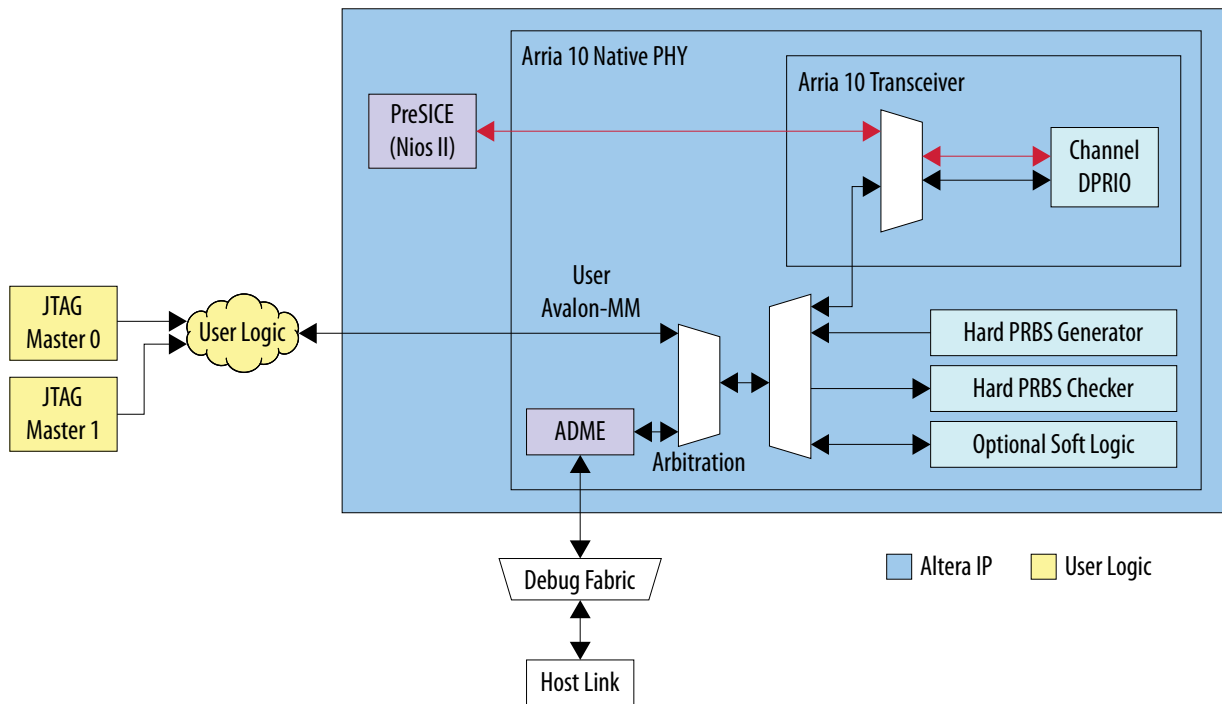 Arria 10 Native PHY
Arria 10 Transceiver
PreSICE
(Nios II)
Channel
DPRIO
User
Avalon-MM
JTAG
Master 0
User Logic
Hard PRBS Generator
JTAG
Master 1
Hard PRBS Checker
ADME
Arbitration
Optional Soft Logic
Debug Fabric
Altera IP
User Logic
Host Link